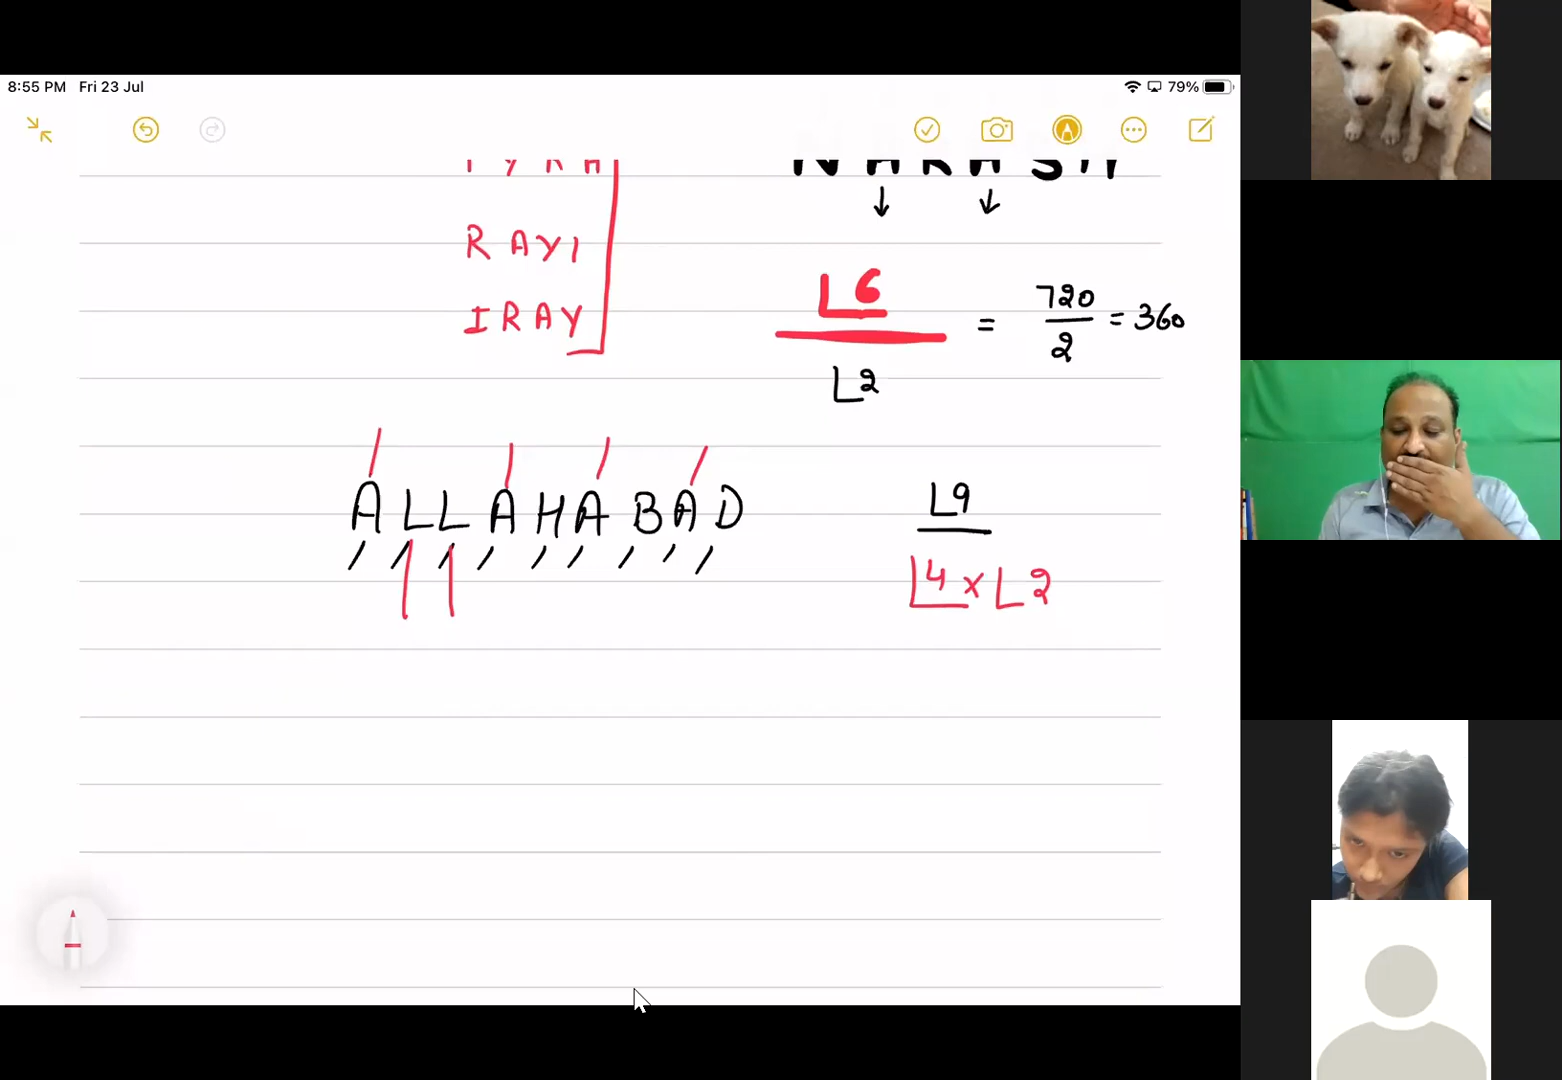 8:55 PM Fri 23 Jul
79%
RAYI
IRAY
L6
L2
= 720
2
= 360
ALLAHABAD
L9
L4 x L2